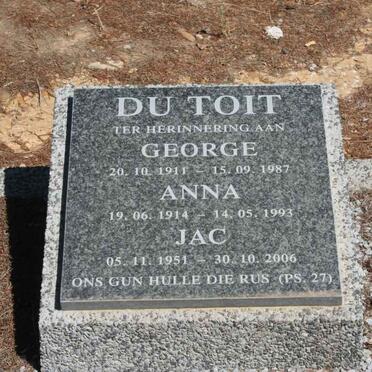 DU TOIT
TER HERINNERING AAN
GEORGE
20. 10. 1911 – 15. 09. 1987
ANNA
19. 06. 1914 – 14. 05. 1993
JAC
05. 11. 1951 – 30. 10. 2006
ONS GUN HULLE DIE RUS (PS. 27)